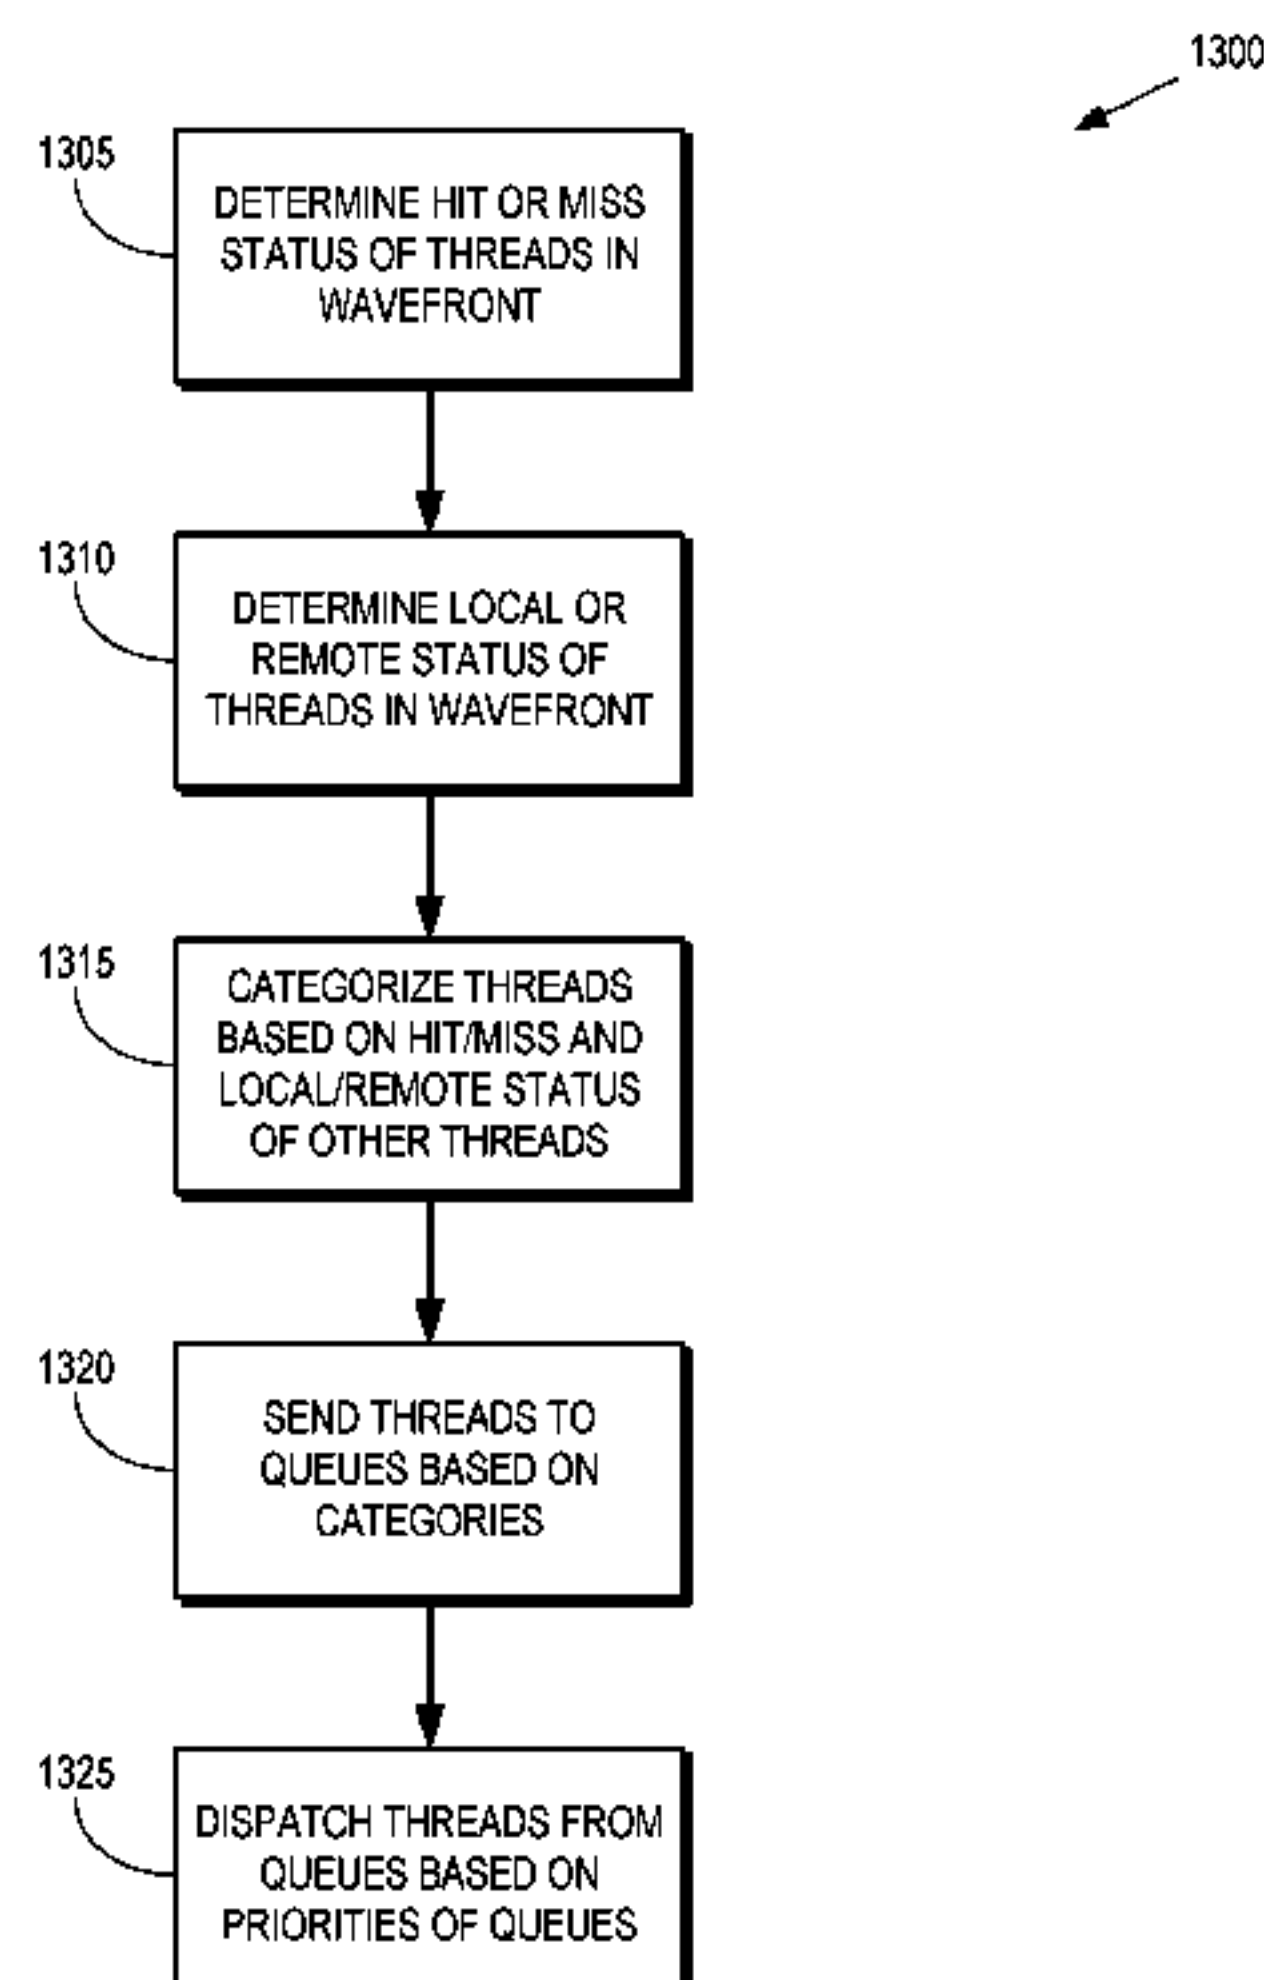 1300
1305
DETERMINE HIT OR MISS
STATUS OF THREADS IN
WAVEFRONT
1310
DETERMINE LOCAL OR
REMOTE STATUS OF
THREADS IN WAVEFRONT
1315
CATEGORIZE THREADS
BASED ON HIT/MISS AND
LOCAL/REMOTE STATUS
OF OTHER THREADS
1320
SEND THREADS TO
QUEUES BASED ON
CATEGORIES
1325
DISPATCH THREADS FROM
QUEUES BASED ON
PRIORITIES OF QUEUES